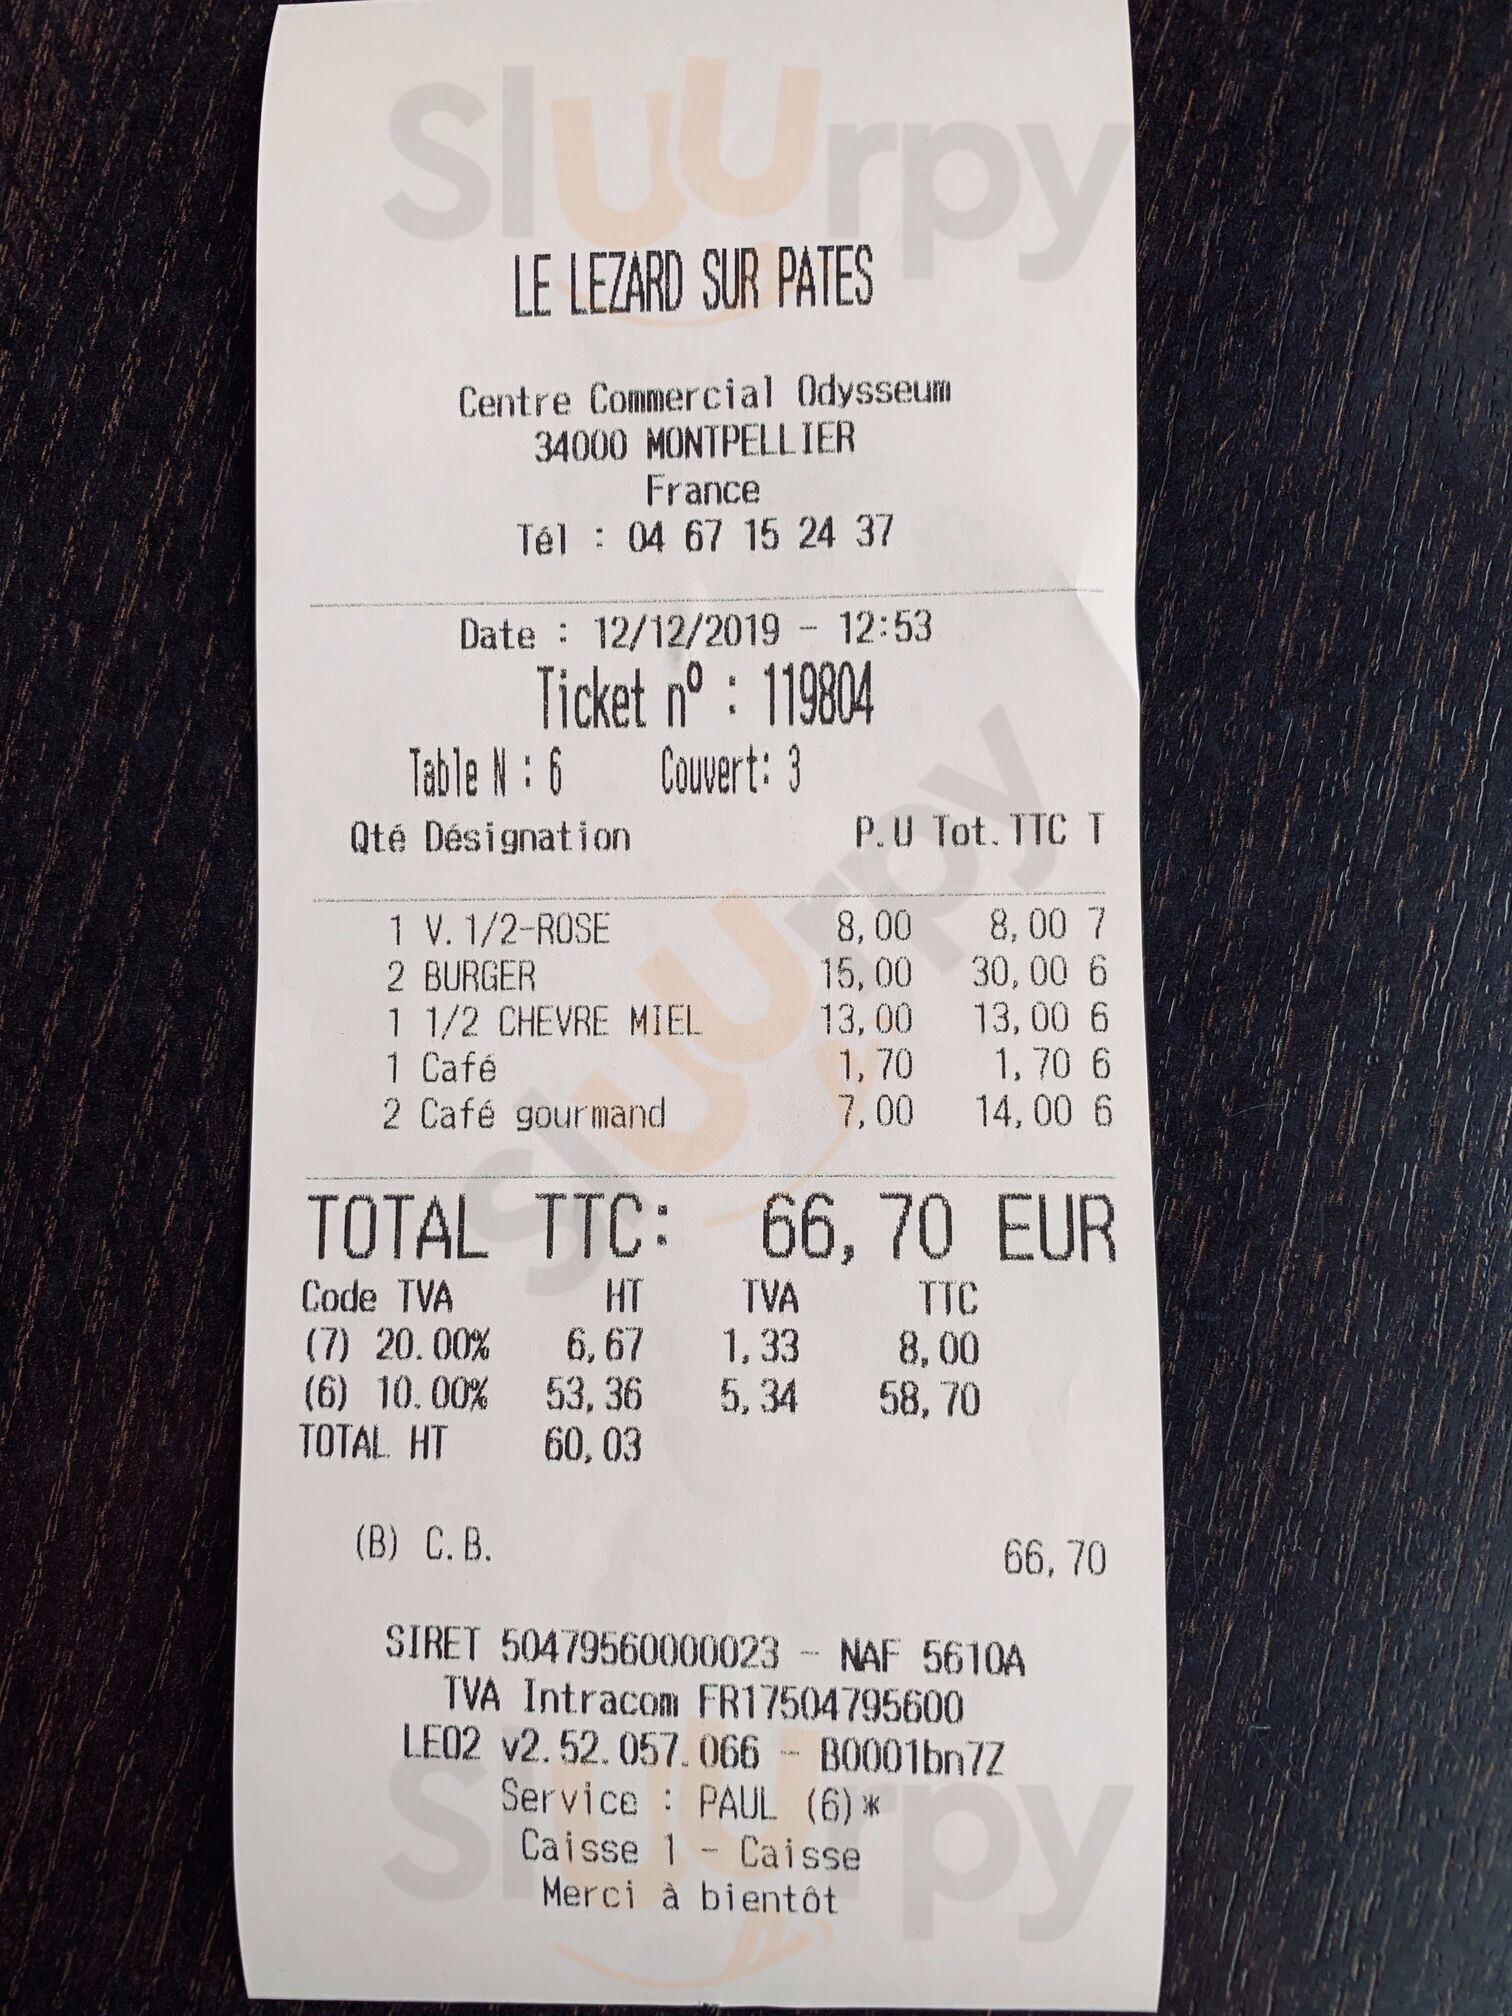 Sluurpy
LE LEZARD SUR PATES
Centre Commercial Odysseum
34000 MONTPELLIER
France
Tél : 04 67 15 24 37
Date : 12/12/2019 - 12:53
Ticket nº : 119804
Table N : 6 Couvert: 3
Qté Désignation P.U Tot.TTC T
1 V.1/2-ROSE 8,00 8,00 7
2 BURGER 15,00 30,00 6
1 1/2 CHEVRE MIEL 13,00 13,00 6
1 Café 1,70 1,70 6
2 Café gourmand 7,00 14,00 6
Sluurpy
TOTAL TTC: 66,70 EUR
Code TVA HT TVA TTC
(7) 20.00% 6,67 1,33 8,00
(6) 10.00% 53,36 5,34 58,70
TOTAL HT 60,03
(B) C.B. 66,70
SIRET 50479560000023 - NAF 5610A
TVA Intracom FR17504795600
LEO2 v2.52.057.066 - B0001bn7Z
Service : PAUL (6)*
Caisse 1 - Caisse
Merci à bientôt
Sluurpy